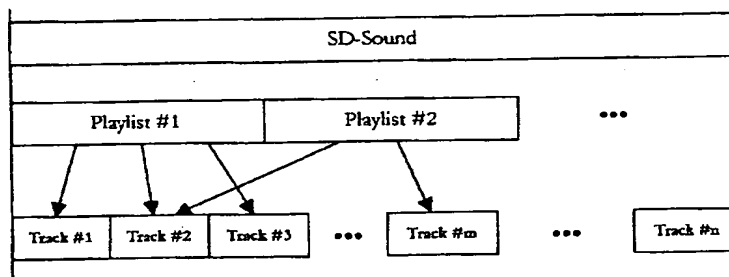 SD-Sound
Playlist #1 Playlist #2 •••
Track #1 Track #2 Track #3 ••• Track #m ••• Track #n